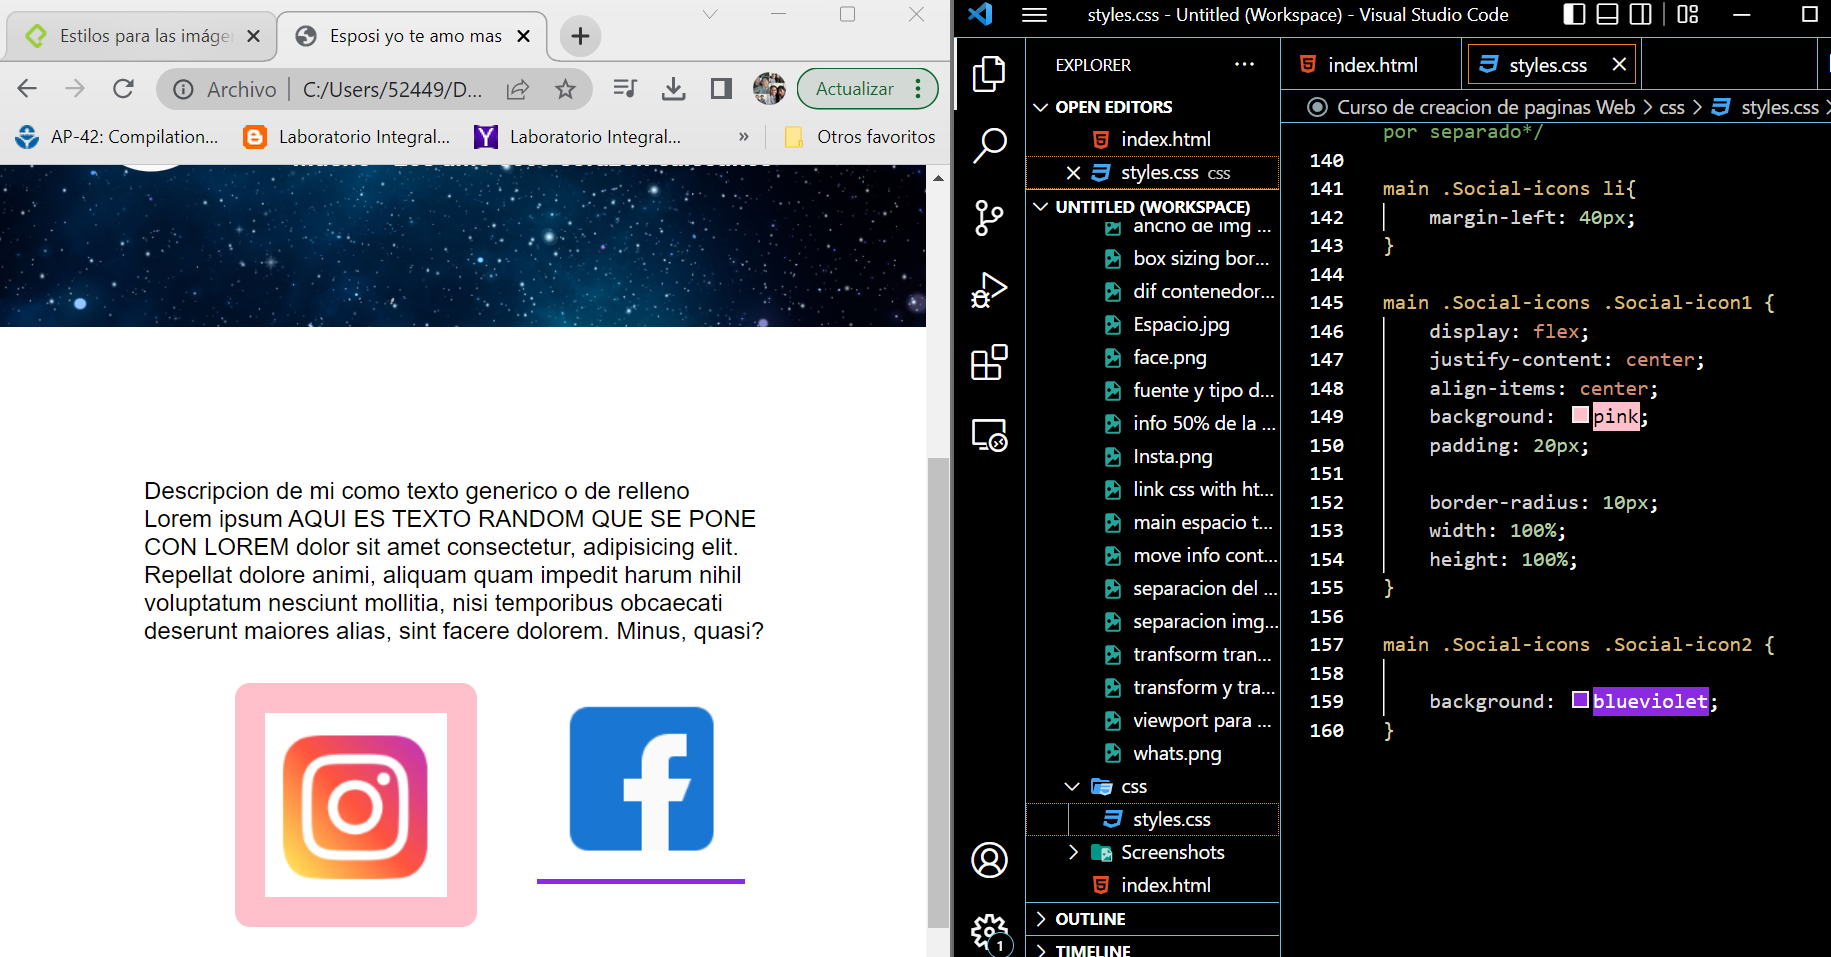 Estilos para las imáge
Esposi yo te amo mas
Archivo
C:/Users/52449/D...
Actualizar
AP-42: Compilation...
Laboratorio Integral...
Laboratorio Integral...
»
Otros favoritos
Descripcion de mi como texto generico o de relleno
Lorem ipsum AQUI ES TEXTO RANDOM QUE SE PONE
CON LOREM dolor sit amet consectetur, adipisicing elit.
Repellat dolore animi, aliquam quam impedit harum nihil
voluptatum nesciunt mollitia, nisi temporibus obcaecati
deserunt maiores alias, sint facere dolorem. Minus, quasi?
styles.css - Untitled (Workspace) - Visual Studio Code
EXPLORER
OPEN EDITORS
index.html
styles.css css
UNTITLED (WORKSPACE)
ancho de img ...
box sizing bor...
dif contenedor...
Espacio.jpg
face.png
fuente y tipo d...
info 50% de la ...
Insta.png
link css with ht...
main espacio t...
move info cont...
separacion del ...
separacion img...
tranfsorm tran...
transform y tra...
viewport para ...
whats.png
css
styles.css
Screenshots
index.html
OUTLINE
TIMELINE
1
index.html
styles.css
Curso de creacion de paginas Web > css > styles.css >
por separado*/
140
141 main .Social-icons li{
142 margin-left: 40px;
143 }
144
145 main .Social-icons .Social-icon1 {
146 display: flex;
147 justify-content: center;
148 align-items: center;
149 background: pink;
150 padding: 20px;
151
152 border-radius: 10px;
153 width: 100%;
154 height: 100%;
155 }
156
157 main .Social-icons .Social-icon2 {
158
159 background: blueviolet;
160 }